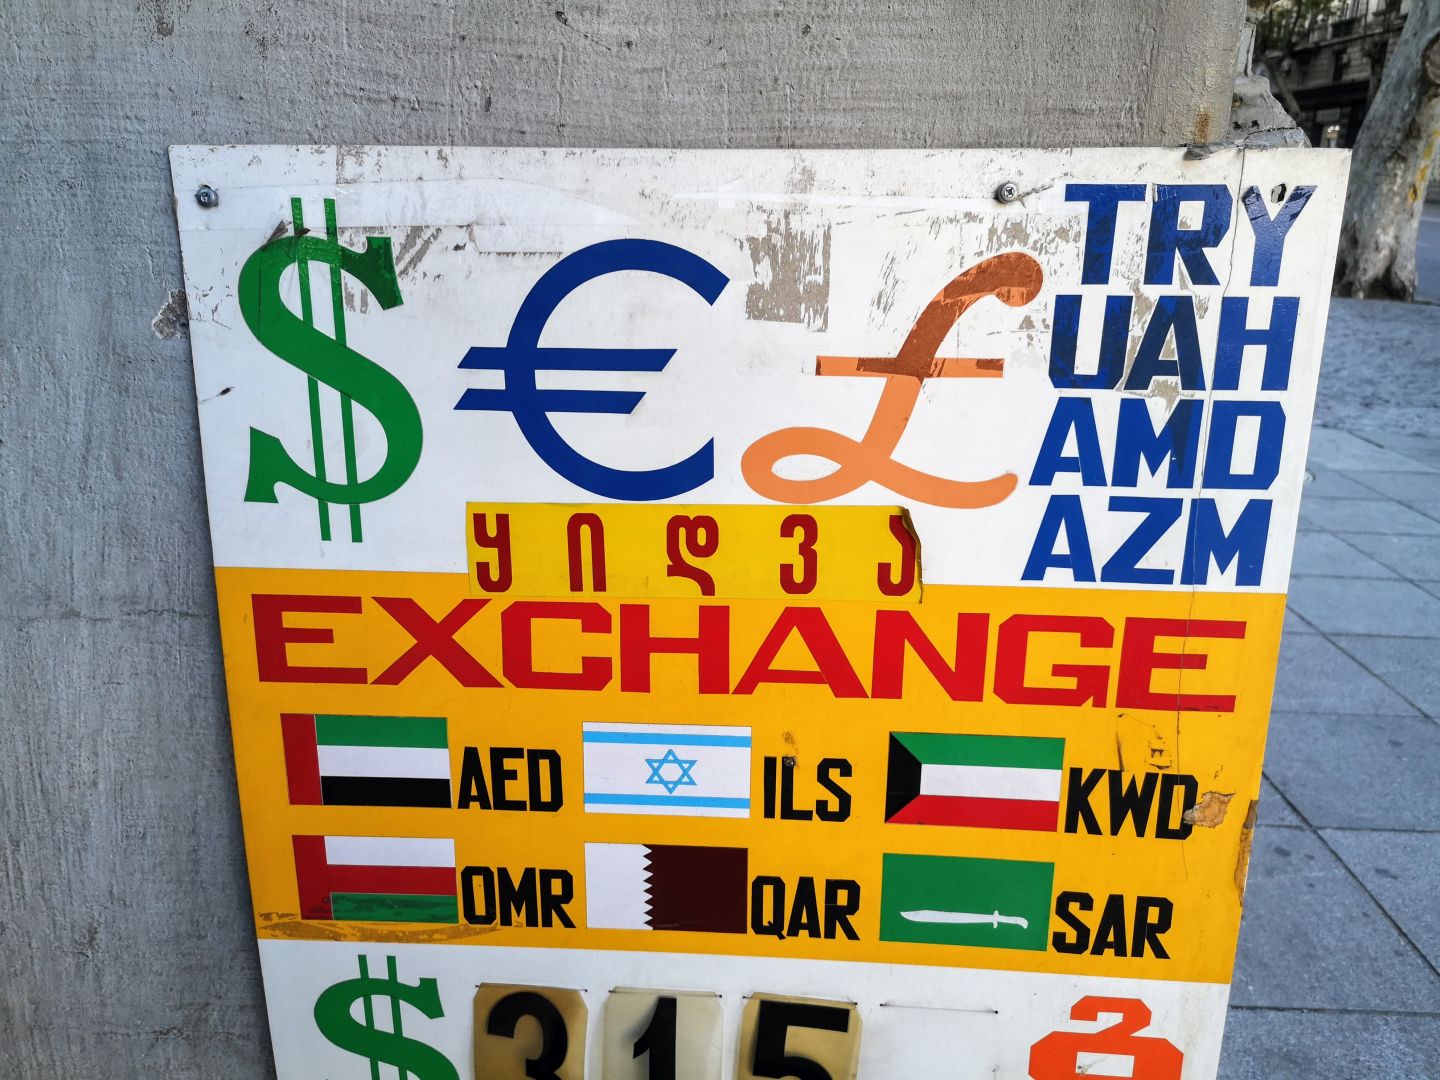 $ € £
TRY
UAH
AMD
AZM
ყიდვა
EXCHANGE
AED ILS KWD
OMR QAR SAR
$ 315